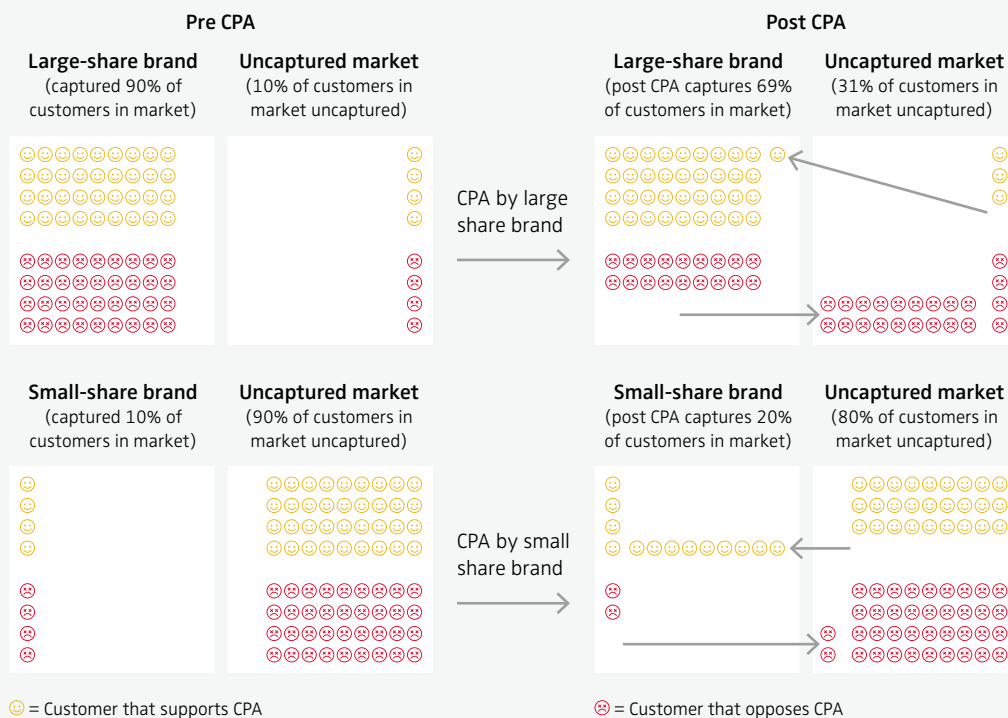 Pre CPA
Post CPA
Large-share brand
(captured 90% of
customers in market)
Uncaptured market
(10% of customers in
market uncaptured)
Large-share brand
(post CPA captures 69%
of customers in market)
Uncaptured market
(31% of customers in
market uncaptured)
CPA by large
share brand
Small-share brand
(captured 10% of
customers in market)
Uncaptured market
(90% of customers in
market uncaptured)
Small-share brand
(post CPA captures 20%
of customers in market)
Uncaptured market
(80% of customers in
market uncaptured)
CPA by small
share brand
= Customer that supports CPA
= Customer that opposes CPA